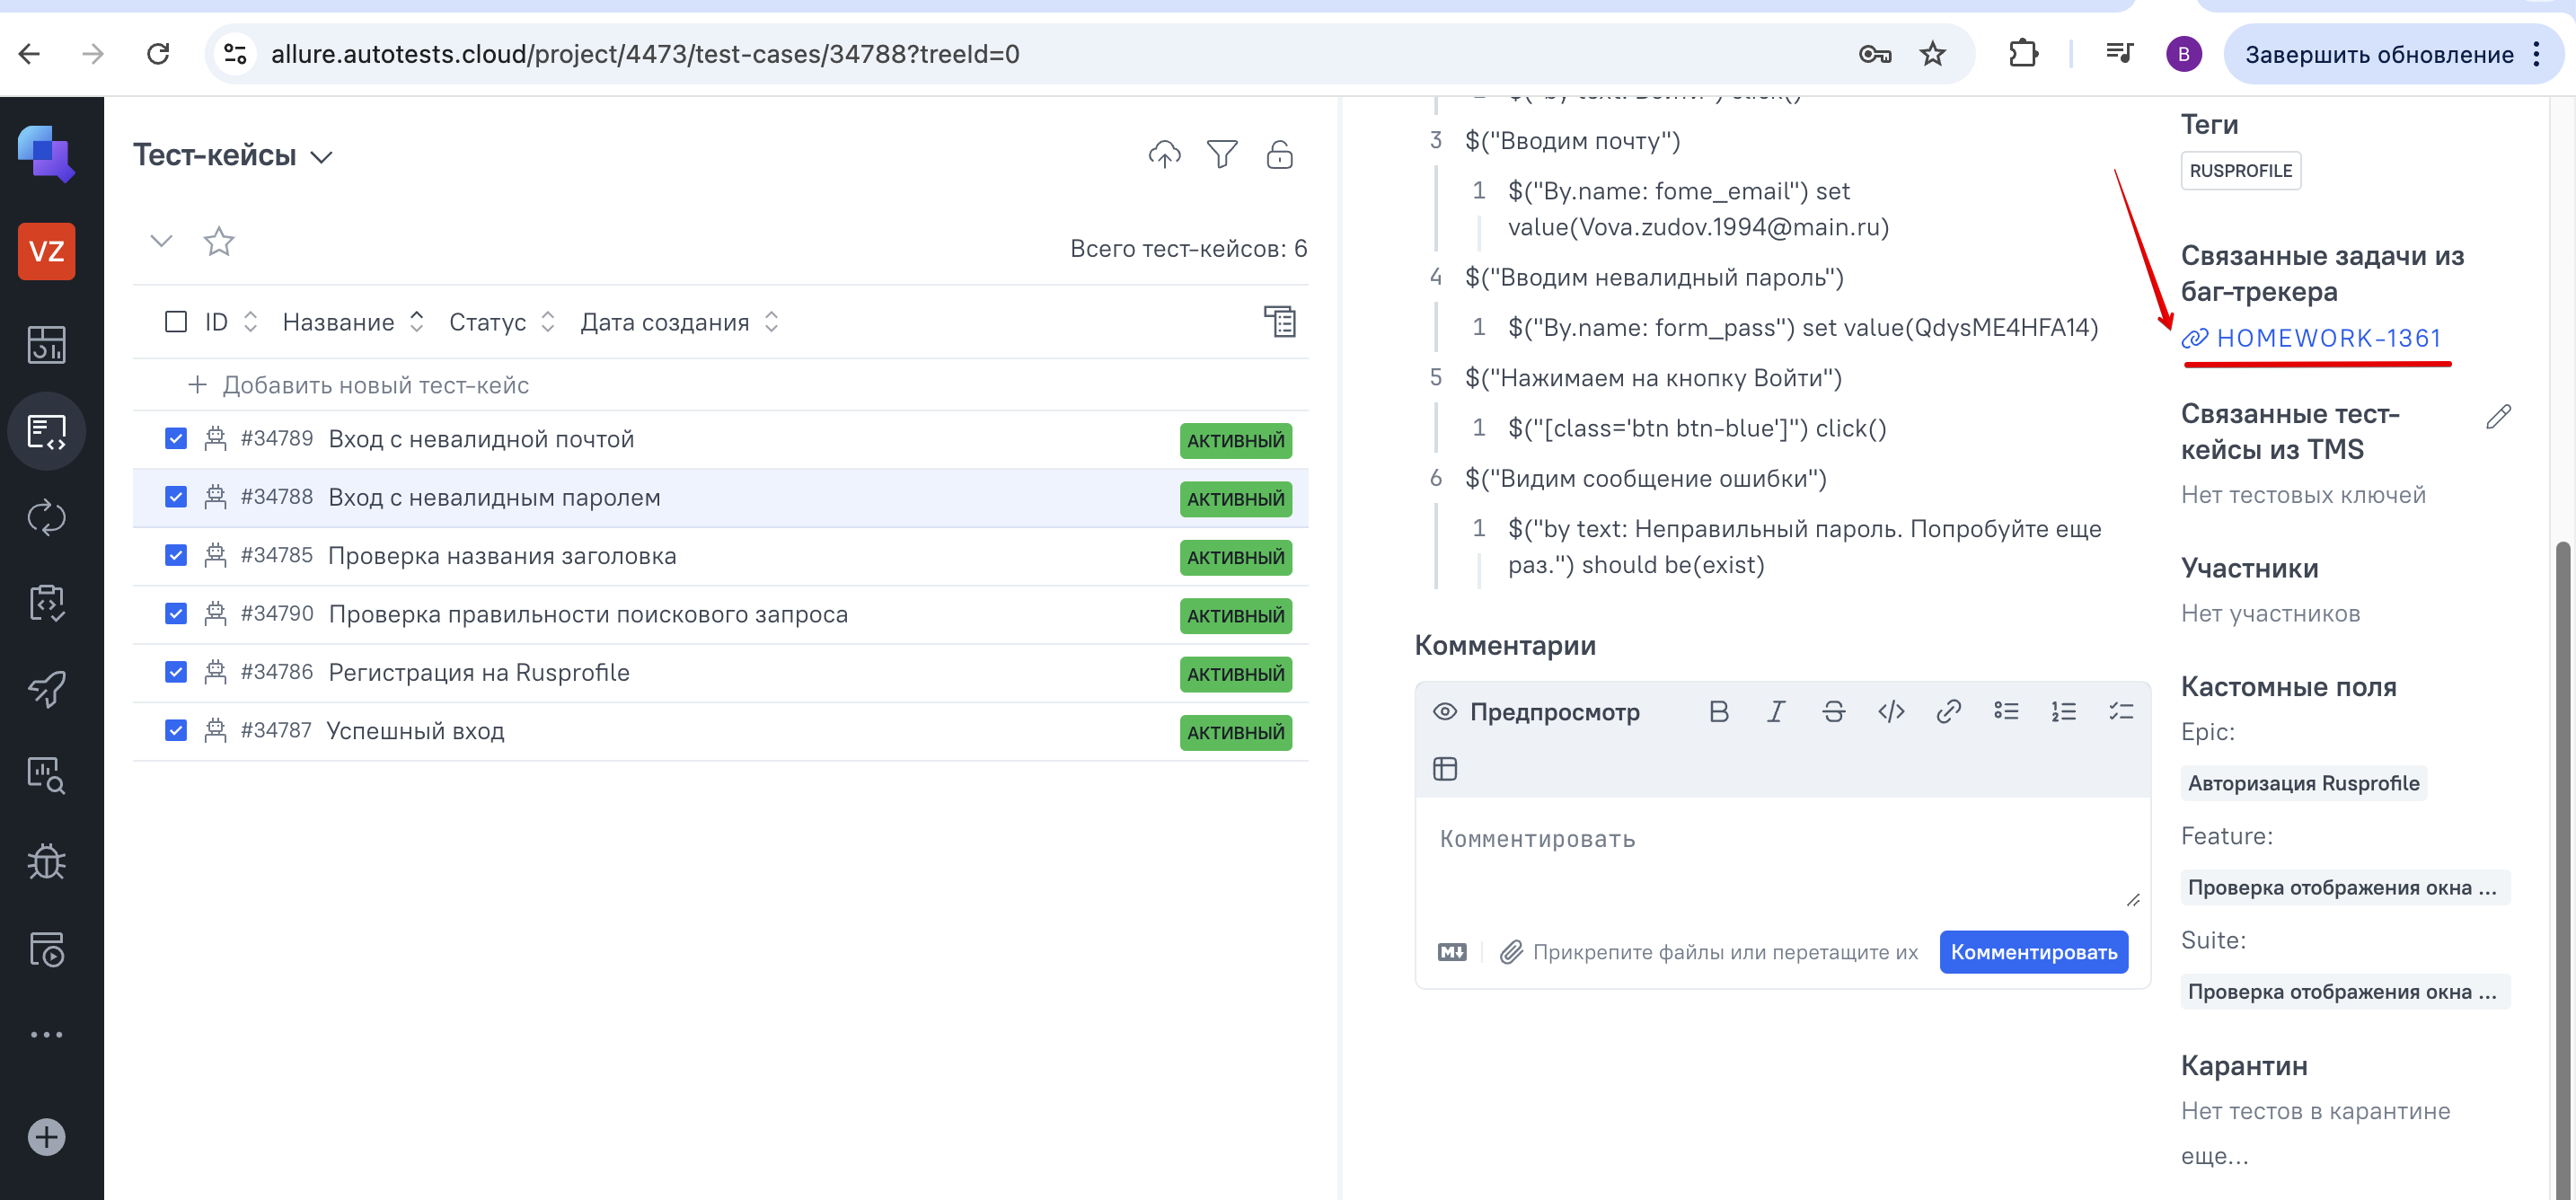 allure.autotests.cloud/project/4473/test-cases/34788?treeId=0
B
Завершить обновление
VZ
Тест-кейсы
Всего тест-кейсов: 6
ID Название Статус Дата создания
+ Добавить новый тест-кейс
#34789 Вход с невалидной почтой АКТИВНЫЙ
#34788 Вход с невалидным паролем АКТИВНЫЙ
#34785 Проверка названия заголовка АКТИВНЫЙ
#34790 Проверка правильности поискового запроса АКТИВНЫЙ
#34786 Регистрация на Rusprofile АКТИВНЫЙ
#34787 Успешный вход АКТИВНЫЙ
3 $("Вводим почту")
1 $("By.name: fome_email") set
value(Vova.zudov.1994@main.ru)
4 $("Вводим невалидный пароль")
1 $("By.name: form_pass") set value(QdysME4HFA14)
5 $("Нажимаем на кнопку Войти")
1 $("[class='btn btn-blue']") click()
6 $("Видим сообщение ошибки")
1 $("by text: Неправильный пароль. Попробуйте еще
раз.") should be(exist)
Комментарии
Предпросмотр
Комментировать
Прикрепите файлы или перетащите их
Комментировать
Теги
RUSPROFILE
Связанные задачи из
баг-трекера
HOMEWORK-1361
Связанные тест-
кейсы из TMS
Нет тестовых ключей
Участники
Нет участников
Кастомные поля
Epic:
Авторизация Rusprofile
Feature:
Проверка отображения окна ...
Suite:
Проверка отображения окна ...
Карантин
Нет тестов в карантине
еще...